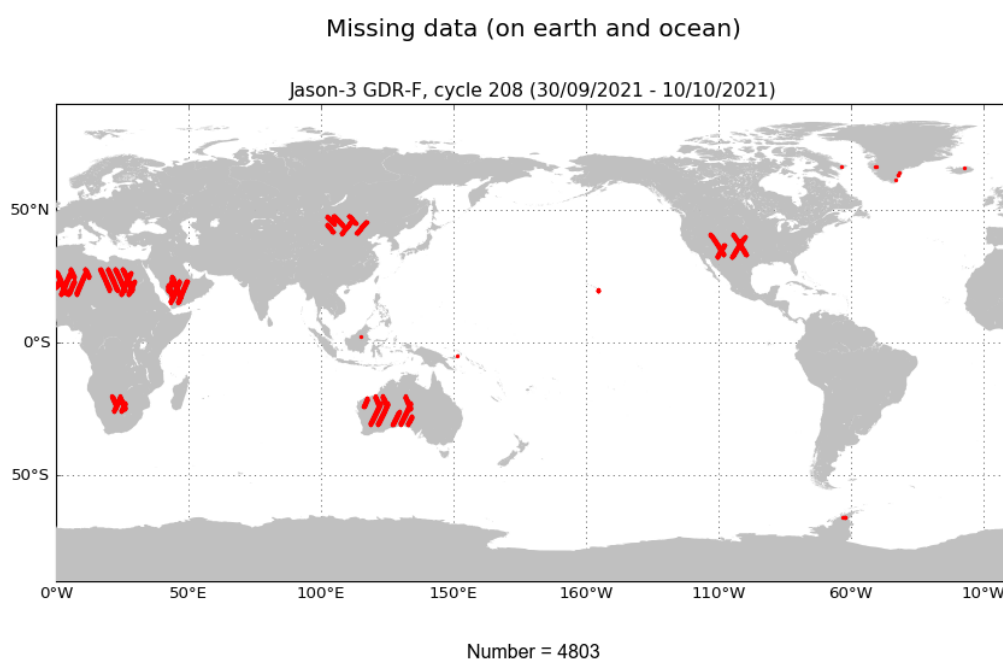 Missing data (on earth and ocean)
Jason-3 GDR-F, cycle 208 (30/09/2021 - 10/10/2021)
50°N
0°S
50°S
0°W 50°E 100°E 150°E 160°W 110°W 60°W 10°W
Number = 4803